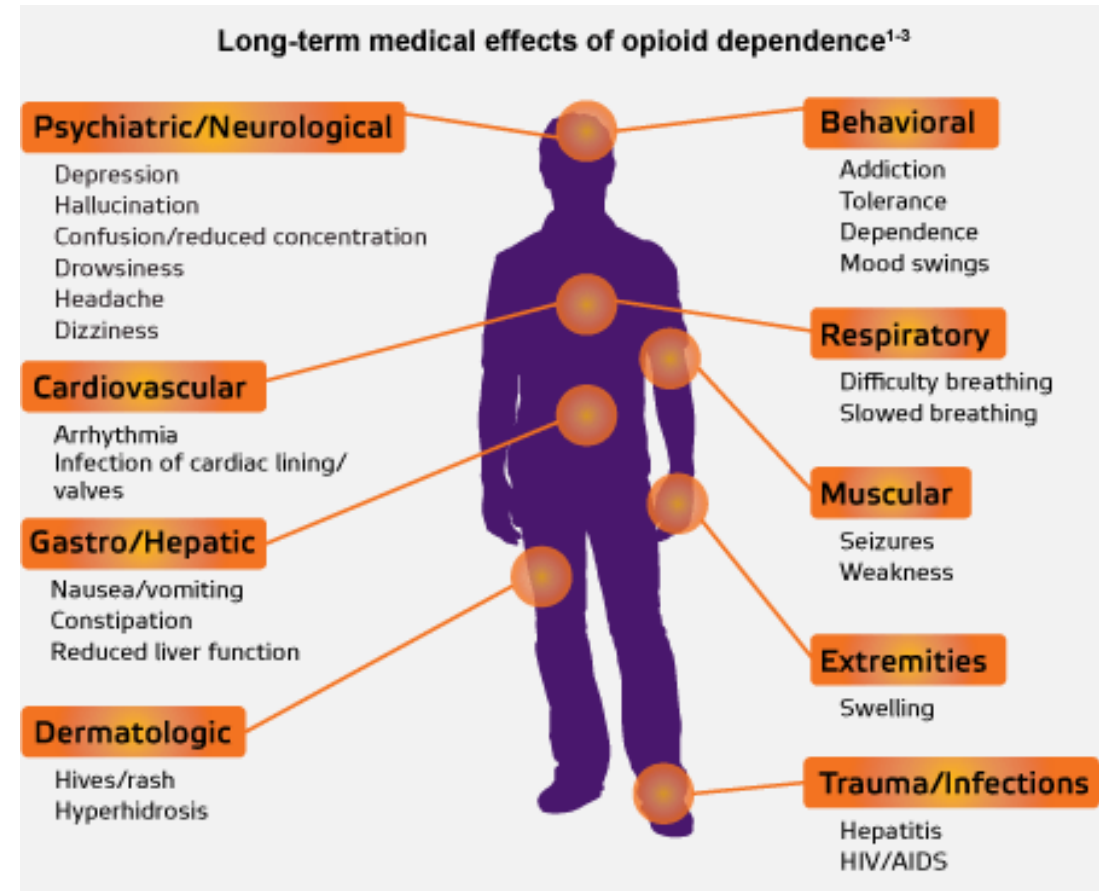 Long-term medical effects of opioid dependence¹⁻³
Psychiatric/Neurological
Depression
Hallucination
Confusion/reduced concentration
Drowsiness
Headache
Dizziness
Cardiovascular
Arrhythmia
Infection of cardiac lining/
valves
Gastro/Hepatic
Nausea/vomiting
Constipation
Reduced liver function
Dermatologic
Hives/rash
Hyperhidrosis
Behavioral
Addiction
Tolerance
Dependence
Mood swings
Respiratory
Difficulty breathing
Slowed breathing
Muscular
Seizures
Weakness
Extremities
Swelling
Trauma/Infections
Hepatitis
HIV/AIDS